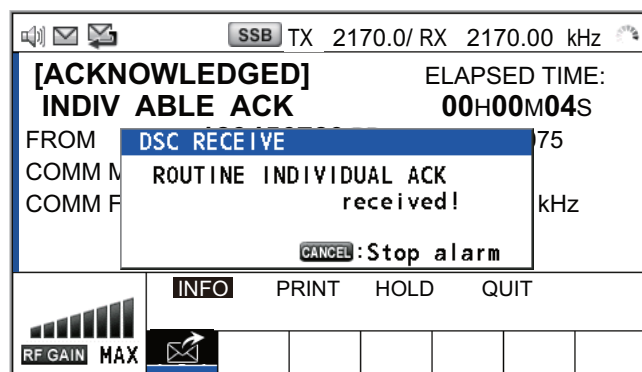 SSB TX 2170.0/ RX 2170.00 kHz
[ACKNOWLEDGED] ELAPSED TIME:
INDIV ABLE ACK 00H00M04S
FROM 75
DSC RECEIVE
COMM
ROUTINE INDIVIDUAL ACK
received!
COMM kHz
CANCEL :Stop alarm
INFO PRINT HOLD QUIT
RF GAIN MAX